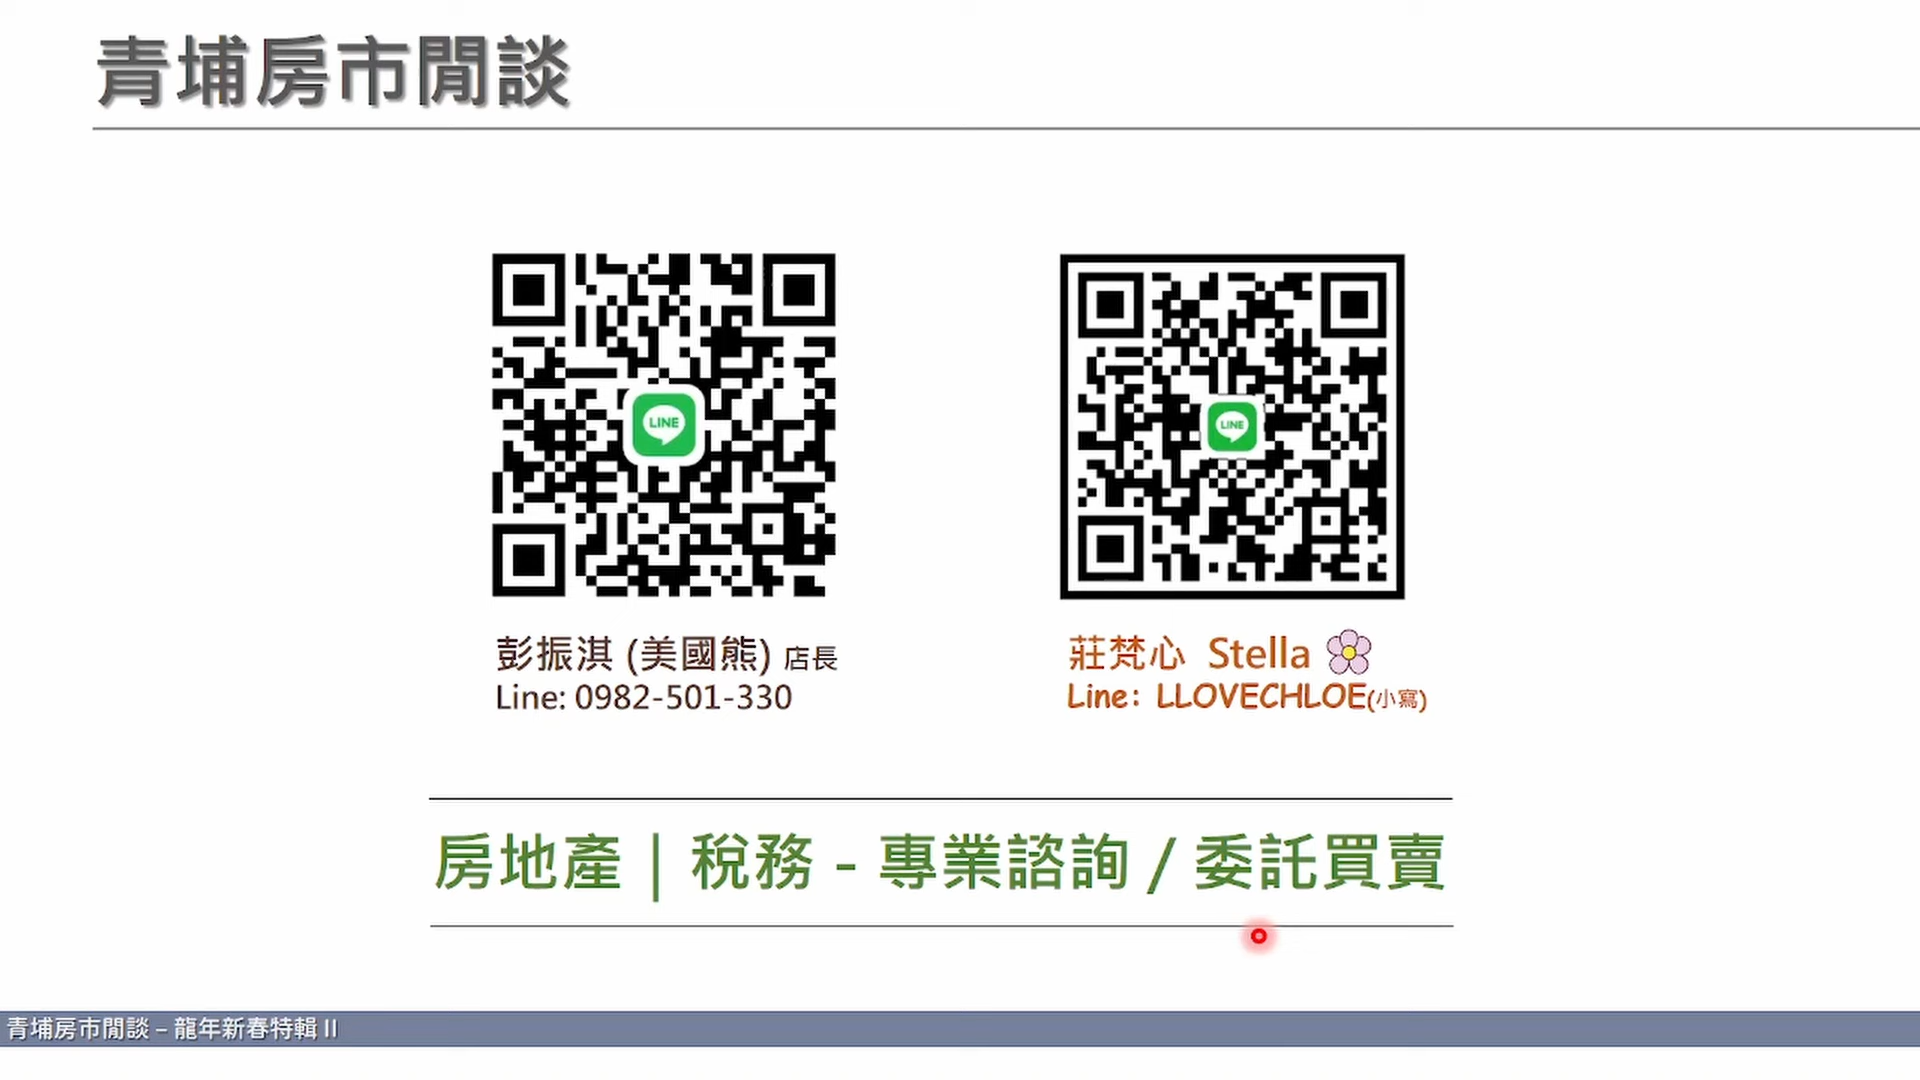 青埔房市閒談
LINE
LINE
彭振淇 (美國熊) 店長
Line: 0982-501-330
莊梵心 Stella
Line: LLOVECHLOE(小寫)
房地產 | 稅務 - 專業諮詢 / 委託買賣
青埔房市閒談 – 龍年新春特輯 II